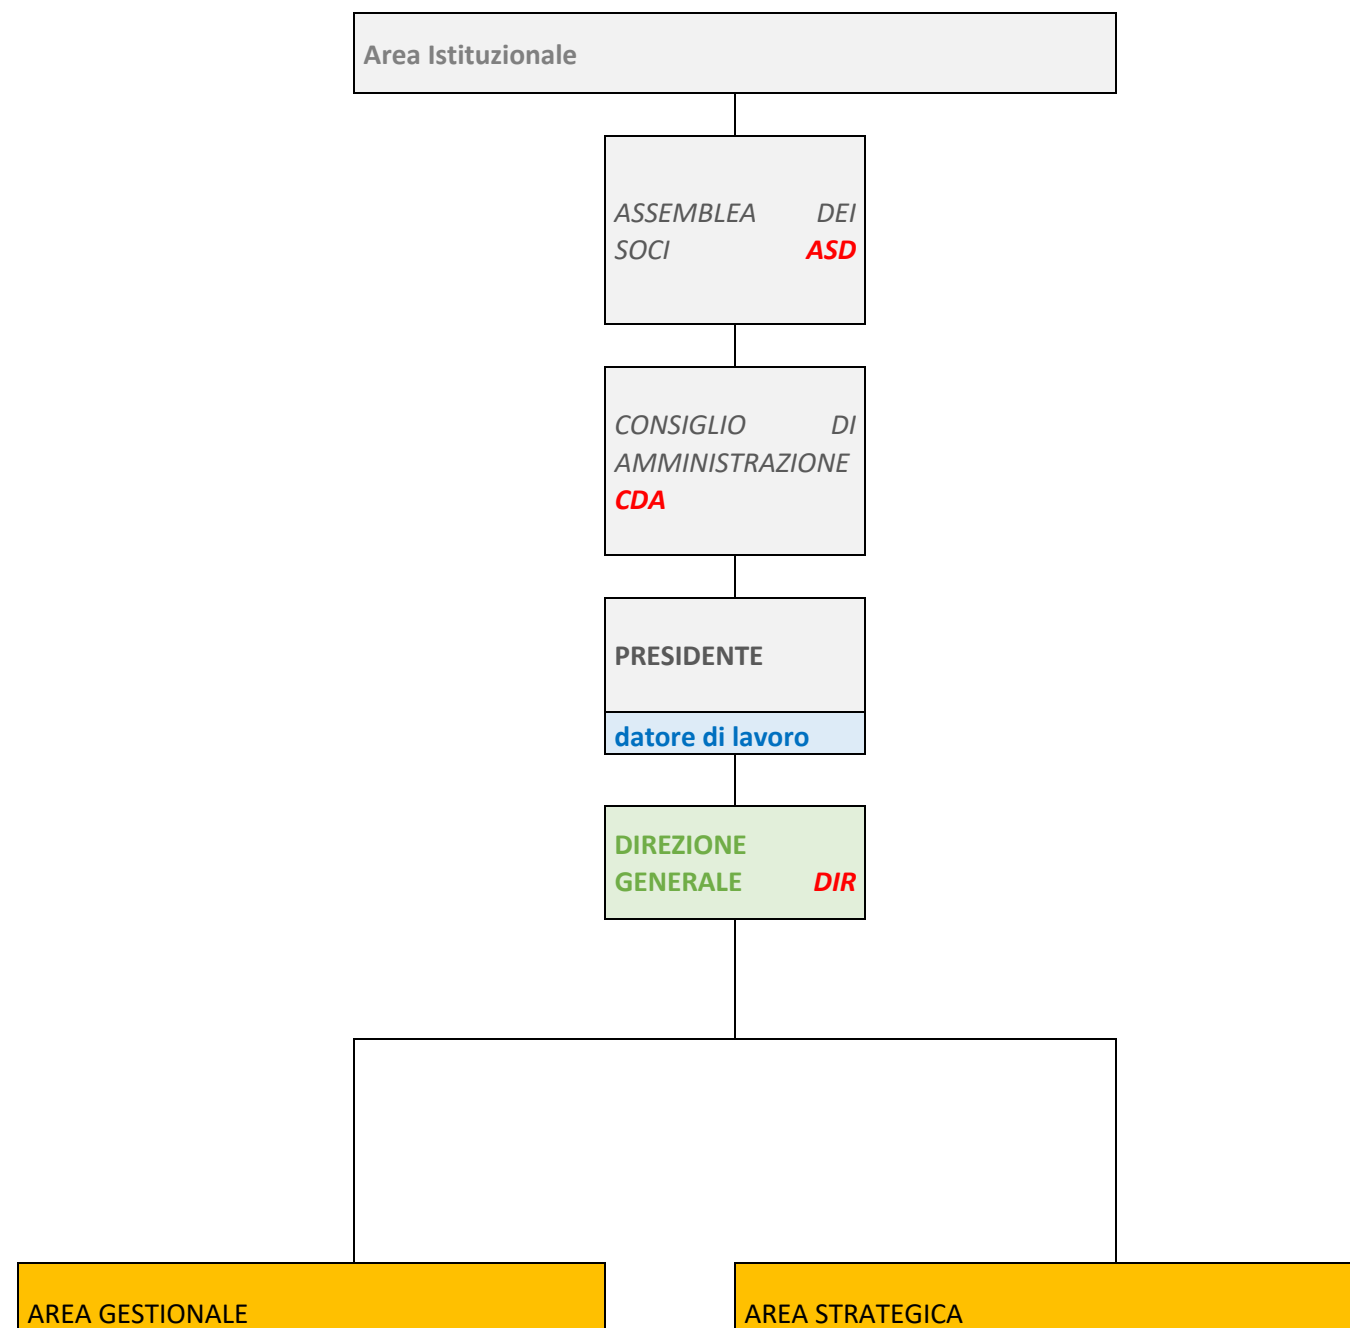 Area Istituzionale
ASSEMBLEA DEI
SOCI ASD
CONSIGLIO DI
AMMINISTRAZIONE
CDA
PRESIDENTE
datore di lavoro
DIREZIONE
GENERALE DIR
AREA GESTIONALE
AREA STRATEGICA